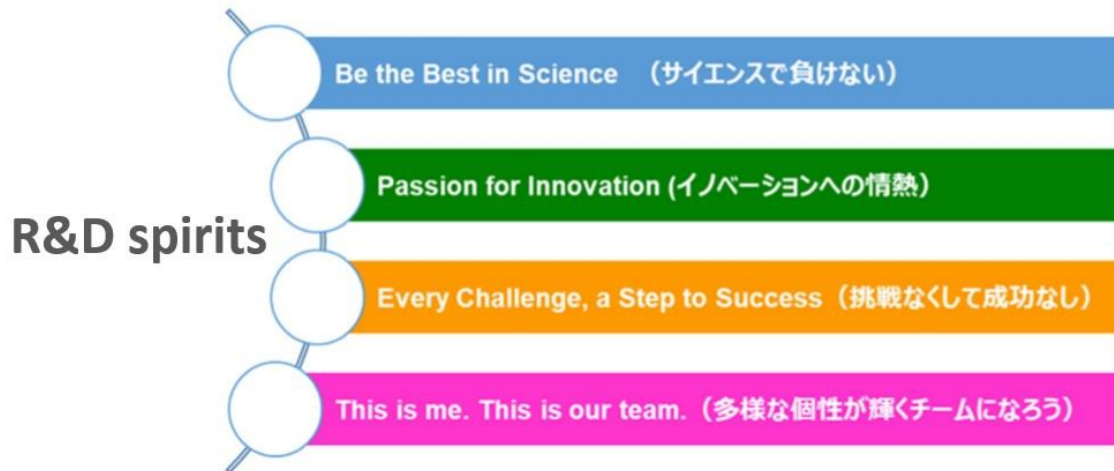 Be the Best in Science （サイエンスで負けない）
Passion for Innovation (イノベーションへの情熱）
R&D spirits
Every Challenge, a Step to Success（挑戦なくして成功なし）
This is me. This is our team.（多様な個性が輝くチームになろう）